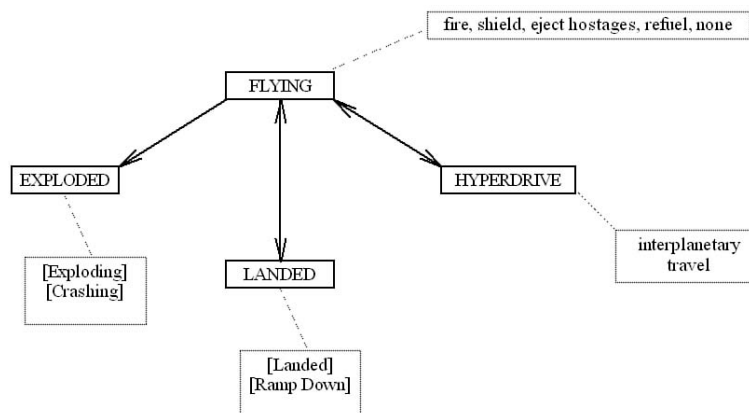 fire, shield, eject hostages, refuel, none
FLYING
EXPLODED
HYPERDRIVE
[Exploding]
[Crashing]
LANDED
interplanetary
travel
[Landed]
[Ramp Down]